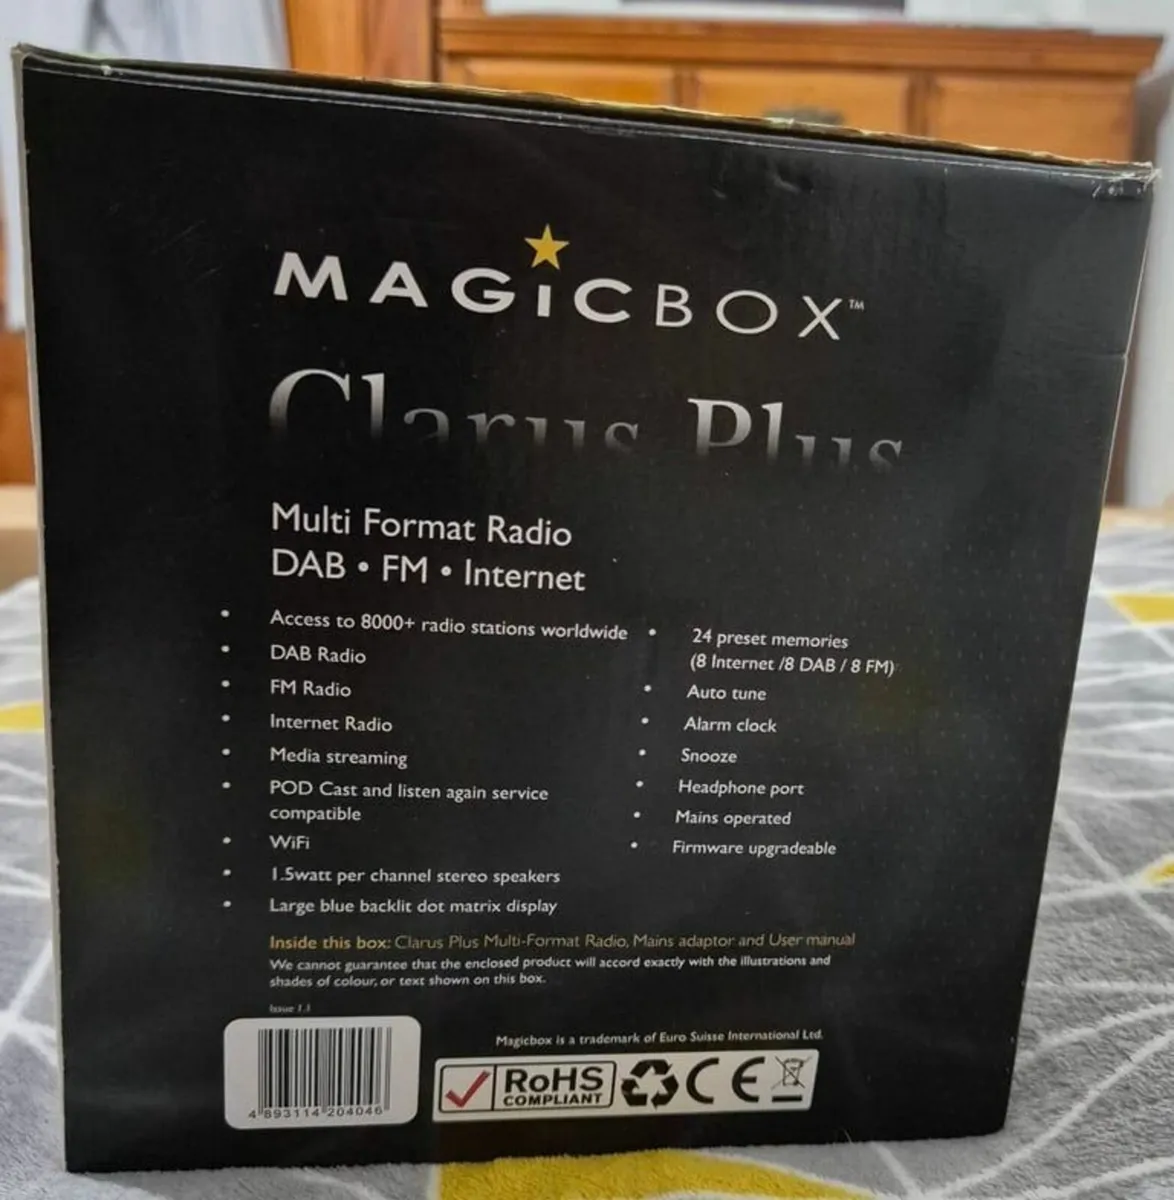 MAGICBOX™
Clarus Plus
Multi Format Radio
DAB • FM • Internet
• Access to 8000+ radio stations worldwide
• DAB Radio
• FM Radio
• Internet Radio
• Media streaming
• POD Cast and listen again service
compatible
• WiFi
• 1.5watt per channel stereo speakers
• Large blue backlit dot matrix display
• 24 preset memories
(8 Internet /8 DAB / 8 FM)
• Auto tune
• Alarm clock
• Snooze
• Headphone port
• Mains operated
• Firmware upgradeable
Inside this box: Clarus Plus Multi-Format Radio, Mains adaptor and User manual
We cannot guarantee that the enclosed product will accord exactly with the illustrations and
shades of colour, or text shown on this box.
Issue 1.1
4 893114 204046
Magicbox is a trademark of Euro Suisse International Ltd.
RoHS
COMPLIANT
CE